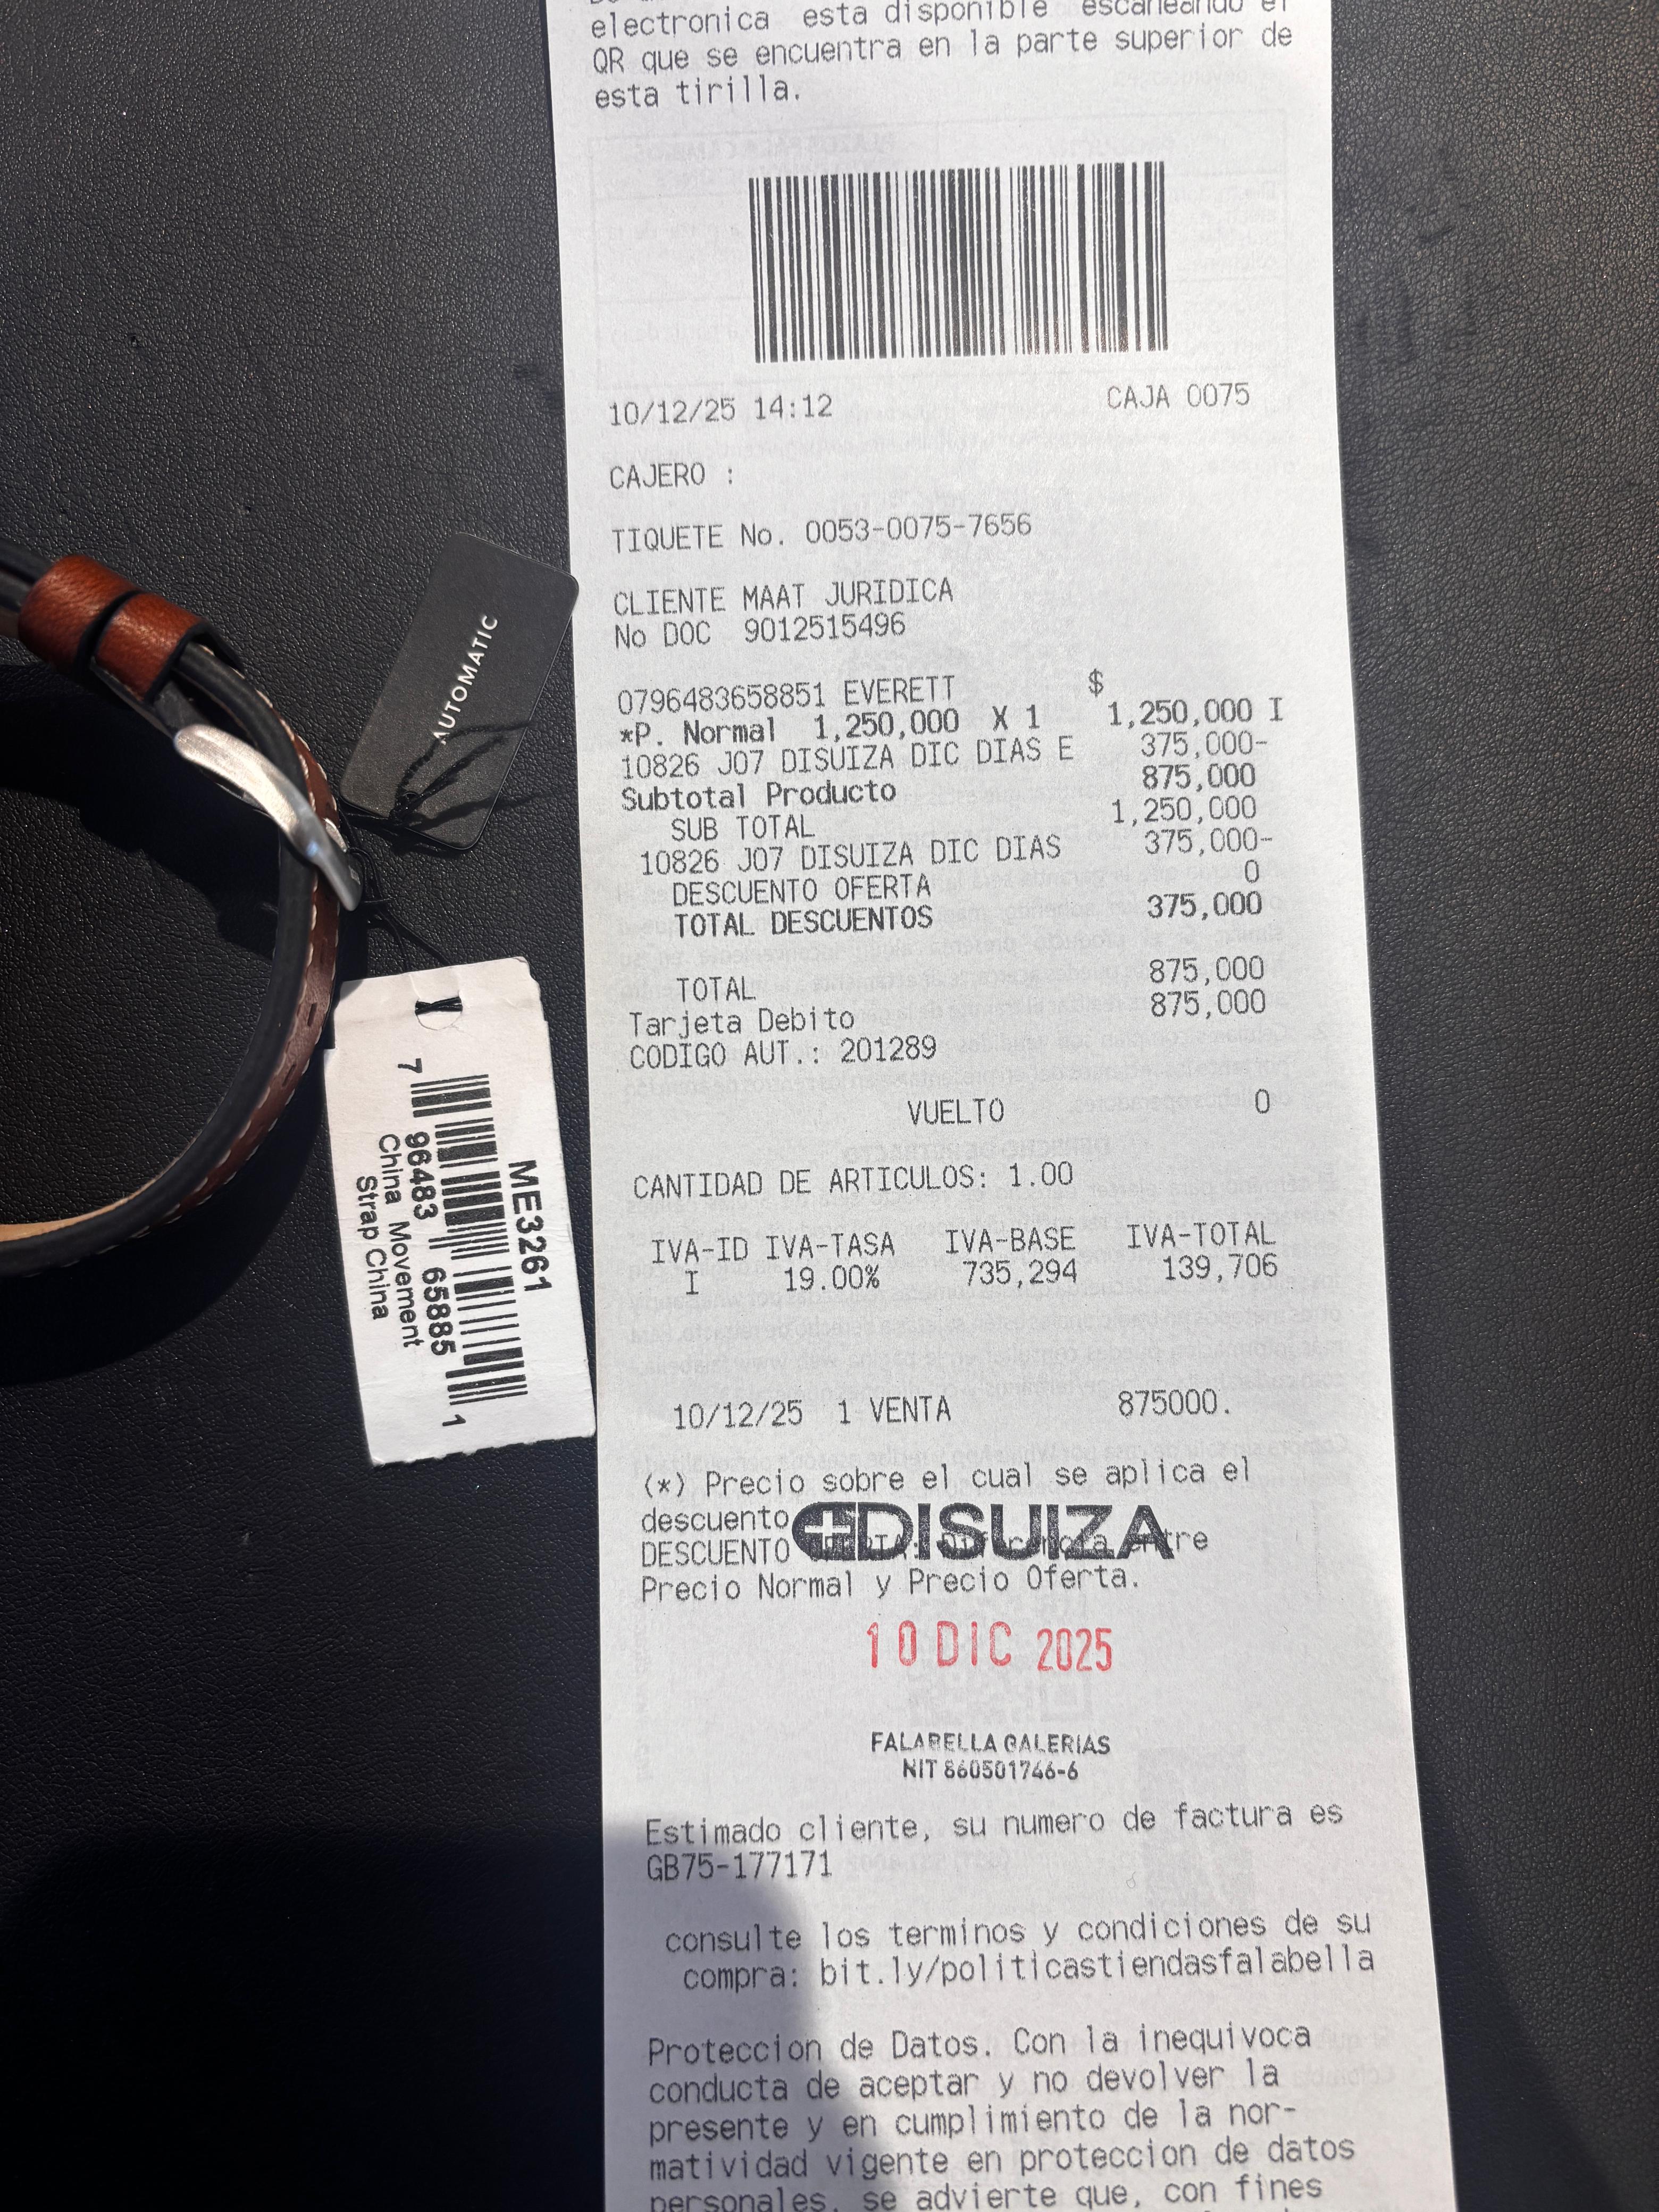 electronica esta disponible escaneando el
QR que se encuentra en la parte superior de
esta tirilla.
10/12/25 14:12 CAJA 0075
CAJERO :
TIQUETE No. 0053-0075-7656
CLIENTE MAAT JURIDICA
No DOC 9012515496
0796483658851 EVERETT $
*P. Normal 1,250,000 X 1 1,250,000 I
10826 J07 DISUIZA DIC DIAS E 375,000-
Subtotal Producto 875,000
SUB TOTAL 1,250,000
10826 J07 DISUIZA DIC DIAS 375,000-
DESCUENTO OFERTA 0
TOTAL DESCUENTOS 375,000
TOTAL 875,000
Tarjeta Debito 875,000
CODIGO AUT.: 201289
VUELTO 0
CANTIDAD DE ARTICULOS: 1.00
IVA-ID IVA-TASA IVA-BASE IVA-TOTAL
I 19.00% 735,294 139,706
10/12/25 1 VENTA 875000.
(*) Precio sobre el cual se aplica el
descuento
DISUIZA
DESCUENTO OFERTA: Diferencia entre
Precio Normal y Precio Oferta.
10 DIC 2025
FALABELLA GALERIAS
NIT 860501746-6
Estimado cliente, su numero de factura es
GB75-177171
consulte los terminos y condiciones de su
compra: bit.ly/politicastiendasfalabella
Proteccion de Datos. Con la inequivoca
conducta de aceptar y no devolver la
presente y en cumplimiento de la nor-
matividad vigente en proteccion de datos
personales, se advierte que, con fines
AUTOMATIC
ME3261
7 96483 65885 1
China Movement
Strap China